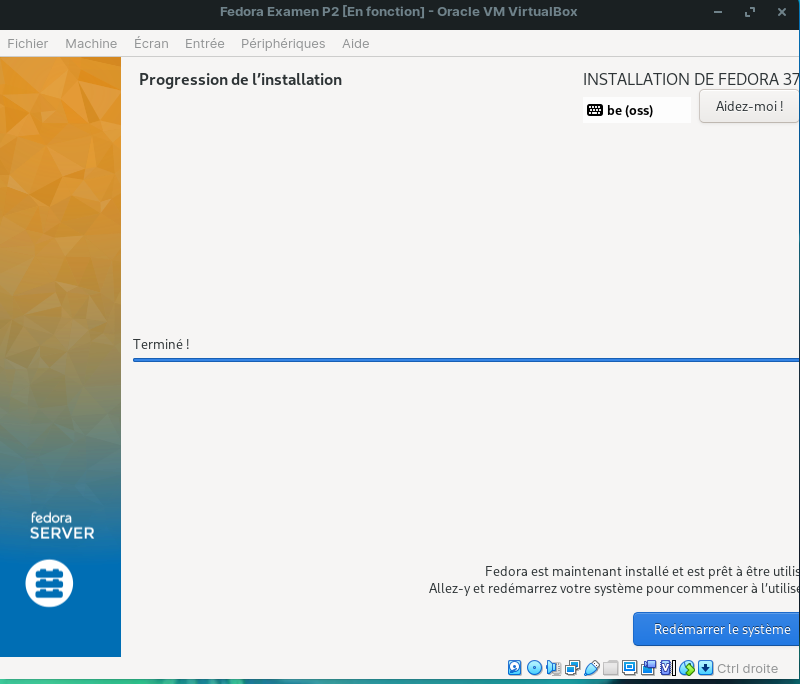 Fedora Examen P2 [En fonction] - Oracle VM VirtualBox
Fichier Machine Écran Entrée Périphériques Aide
Progression de l'installation
INSTALLATION DE FEDORA 37
be (oss)
Aidez-moi !
Terminé !
fedora
SERVER
Fedora est maintenant installé et est prêt à être utilis
Allez-y et redémarrez votre système pour commencer à l'utilise
Redémarrer le système
Ctrl droite